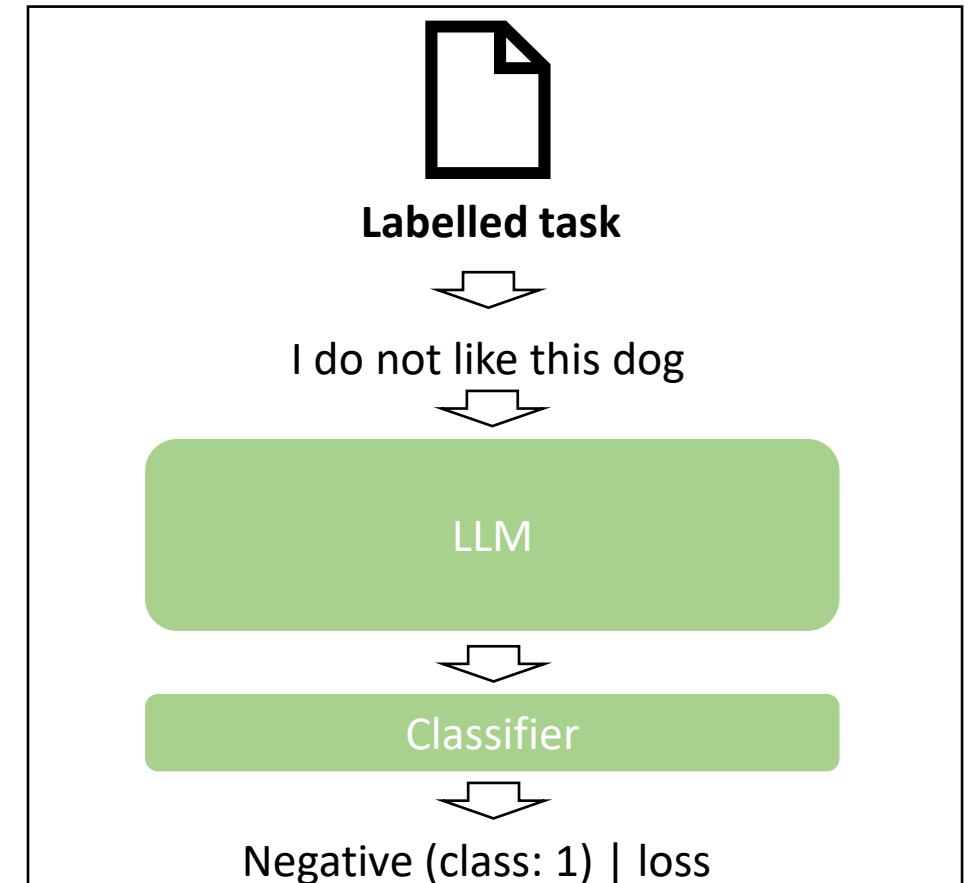 Labelled task
I do not like this dog
LLM
Classifier
Negative (class: 1) | loss